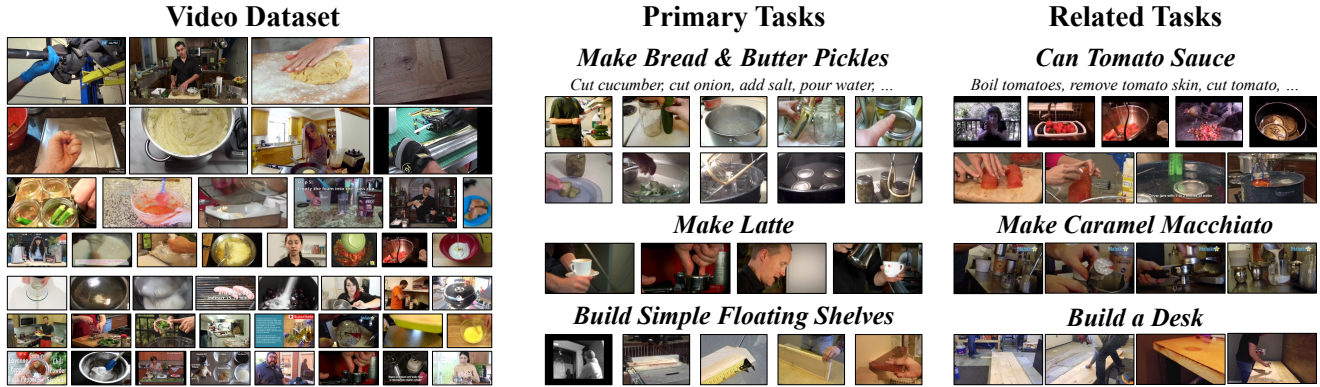 Video Dataset
Primary Tasks
Related Tasks
Make Bread & Butter Pickles
Cut cucumber, cut onion, add salt, pour water, …
Can Tomato Sauce
Boil tomatoes, remove tomato skin, cut tomato, …
Make Latte
Make Caramel Macchiato
Build Simple Floating Shelves
Build a Desk